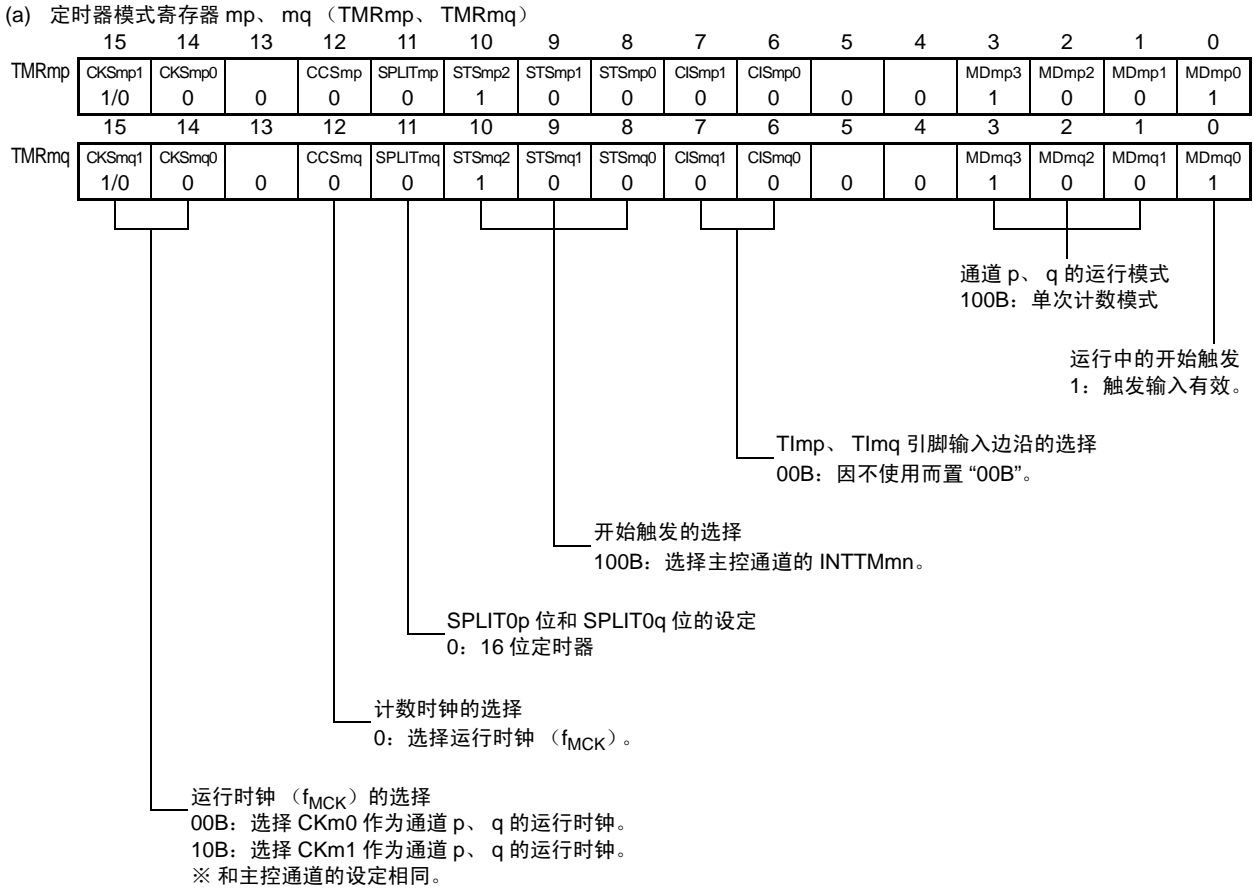 (a) 定时器模式寄存器 mp、 mq （TMRmp、 TMRmq）
15 14 13 12 11 10 9 8 7 6 5 4 3 2 1 0
TMRmp CKSmp1 CKSmp0 CCSmp SPLITmp STSmp2 STSmp1 STSmp0 CISmp1 CISmp0 MDmp3 MDmp2 MDmp1 MDmp0
1/0 0 0 0 0 1 0 0 0 0 0 0 1 0 0 1
15 14 13 12 11 10 9 8 7 6 5 4 3 2 1 0
TMRmq CKSmq1 CKSmq0 CCSmq SPLITmq STSmq2 STSmq1 STSmq0 CISmq1 CISmq0 MDmq3 MDmq2 MDmq1 MDmq0
1/0 0 0 0 0 1 0 0 0 0 0 0 1 0 0 1
通道 p、 q 的运行模式
100B：单次计数模式
运行中的开始触发
1：触发输入有效。
TImp、 TImq 引脚输入边沿的选择
00B：因不使用而置 “00B”。
开始触发的选择
100B：选择主控通道的 INTTMmn。
SPLIT0p 位和 SPLIT0q 位的设定
0：16 位定时器
计数时钟的选择
0：选择运行时钟 （fMCK）。
运行时钟 （fMCK）的选择
00B：选择 CKm0 作为通道 p、 q 的运行时钟。
10B：选择 CKm1 作为通道 p、 q 的运行时钟。
※ 和主控通道的设定相同。